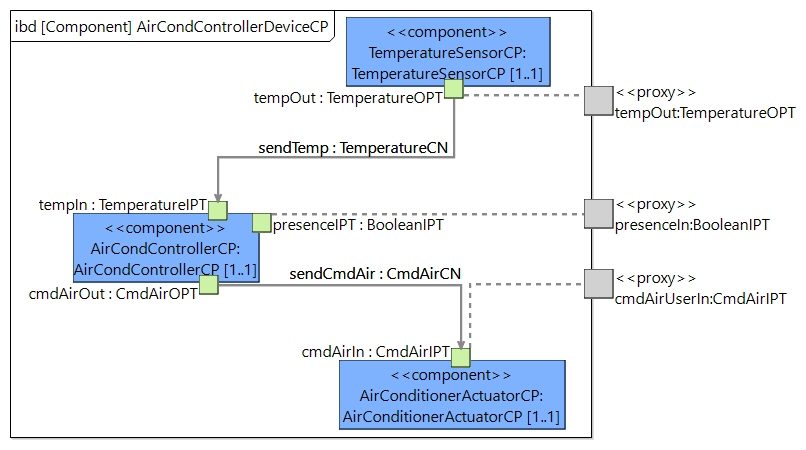 ibd [Component] AirCondControllerDeviceCP
<<component>>
TemperatureSensorCP:
TemperatureSensorCP [1..1]
tempOut : TemperatureOPT
<<proxy>>
tempOut:TemperatureOPT
sendTemp : TemperatureCN
tempIn : TemperatureIPT
<<proxy>>
presenceIn:BooleanIPT
presenceIPT : BooleanIPT
<<component>>
AirCondControllerCP:
AirCondControllerCP [1..1]
sendCmdAir : CmdAirCN
<<proxy>>
cmdAirUserIn:CmdAirIPT
cmdAirOut : CmdAirOPT
cmdAirIn : CmdAirIPT
<<component>>
AirConditionerActuatorCP:
AirConditionerActuatorCP [1..1]